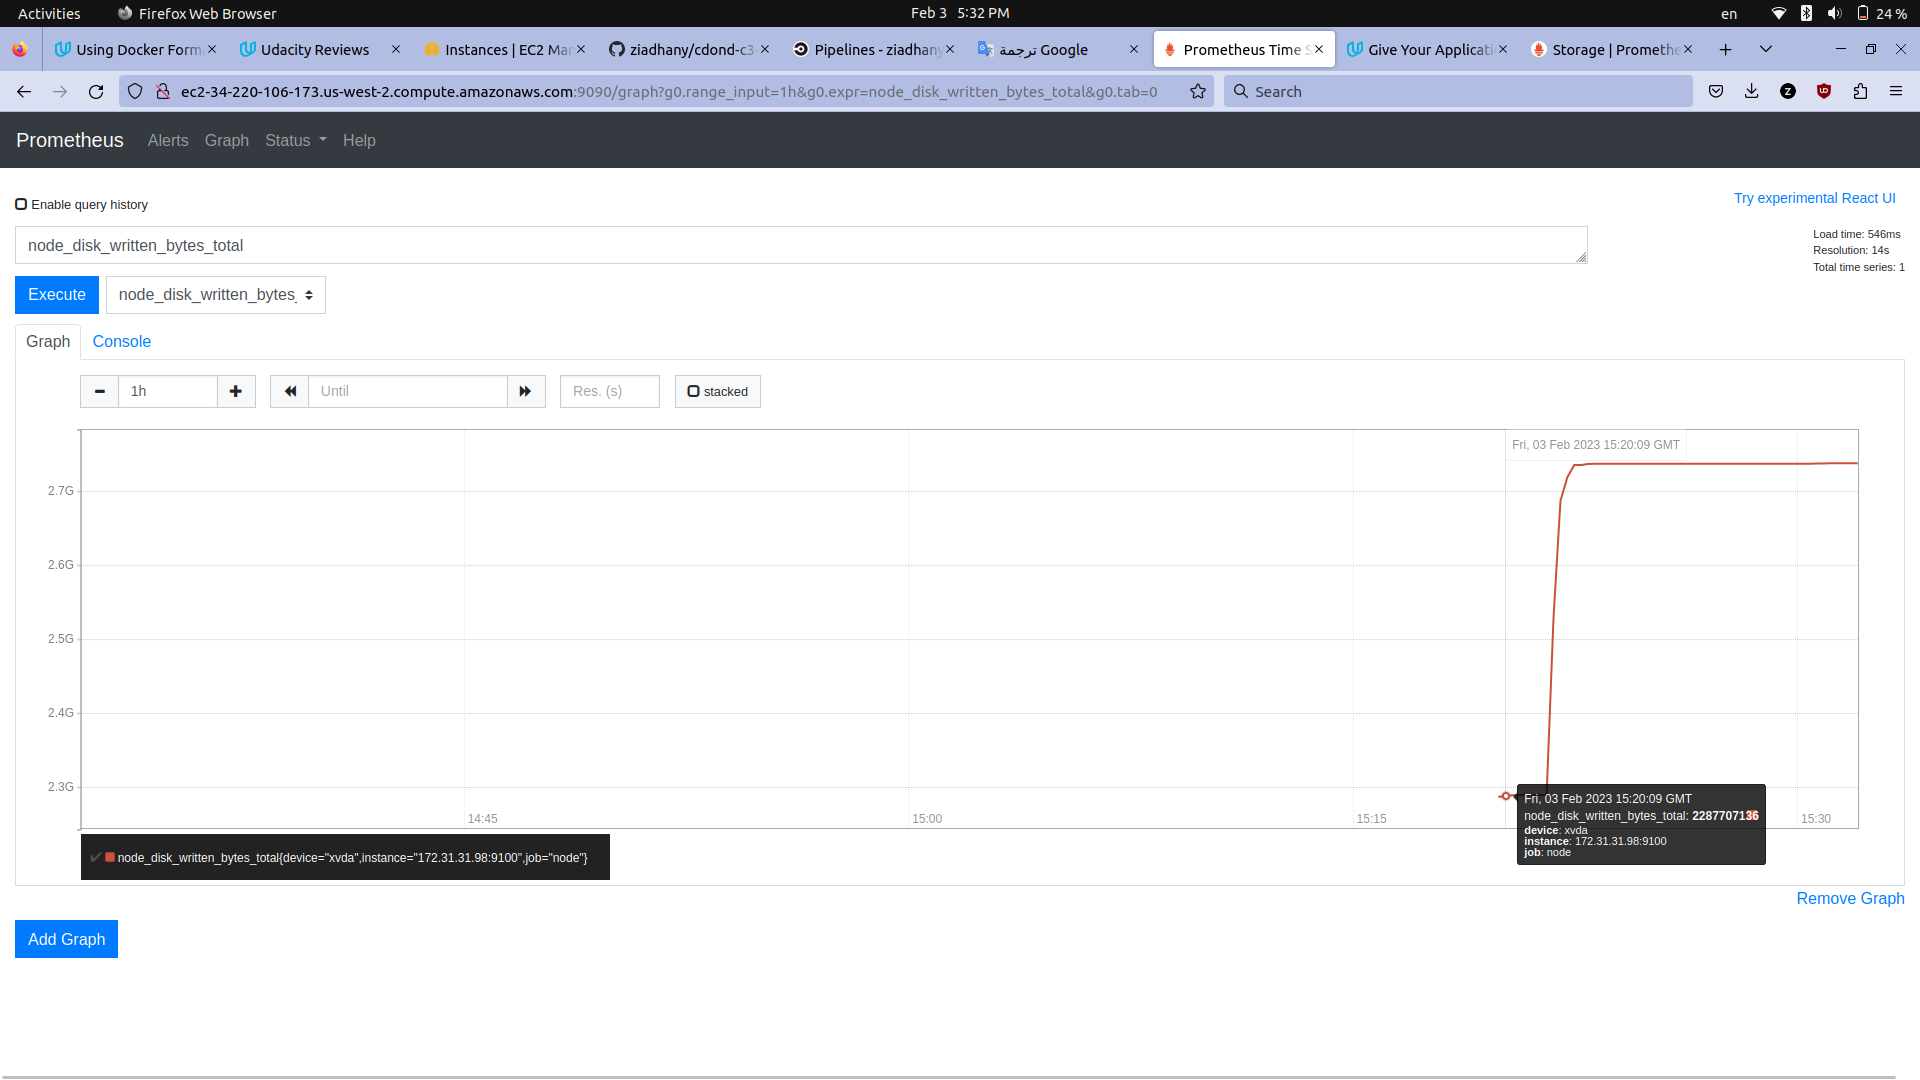 Activities Firefox Web Browser Feb 3 5:32 PM en 24 %
Using Docker Form Udacity Reviews Instances | EC2 Man ziadhany/cdond-c3- Pipelines - ziadhany ترجمة Google Prometheus Time S Give Your Applicati Storage | Promethe
ec2-34-220-106-173.us-west-2.compute.amazonaws.com:9090/graph?g0.range_input=1h&g0.expr=node_disk_written_bytes_total&g0.tab=0 Search
Prometheus Alerts Graph Status Help
Enable query history
Try experimental React UI
node_disk_written_bytes_total
Load time: 546ms
Resolution: 14s
Total time series: 1
Execute node_disk_written_bytes_
Graph Console
1h Until Res. (s) stacked
Fri, 03 Feb 2023 15:20:09 GMT
2.7G
2.6G
2.5G
2.4G
2.3G
14:45 15:00 15:15 15:30
Fri, 03 Feb 2023 15:20:09 GMT
node_disk_written_bytes_total: 2287707136
device: xvda
instance: 172.31.31.98:9100
job: node
node_disk_written_bytes_total{device="xvda",instance="172.31.31.98:9100",job="node"}
Remove Graph
Add Graph